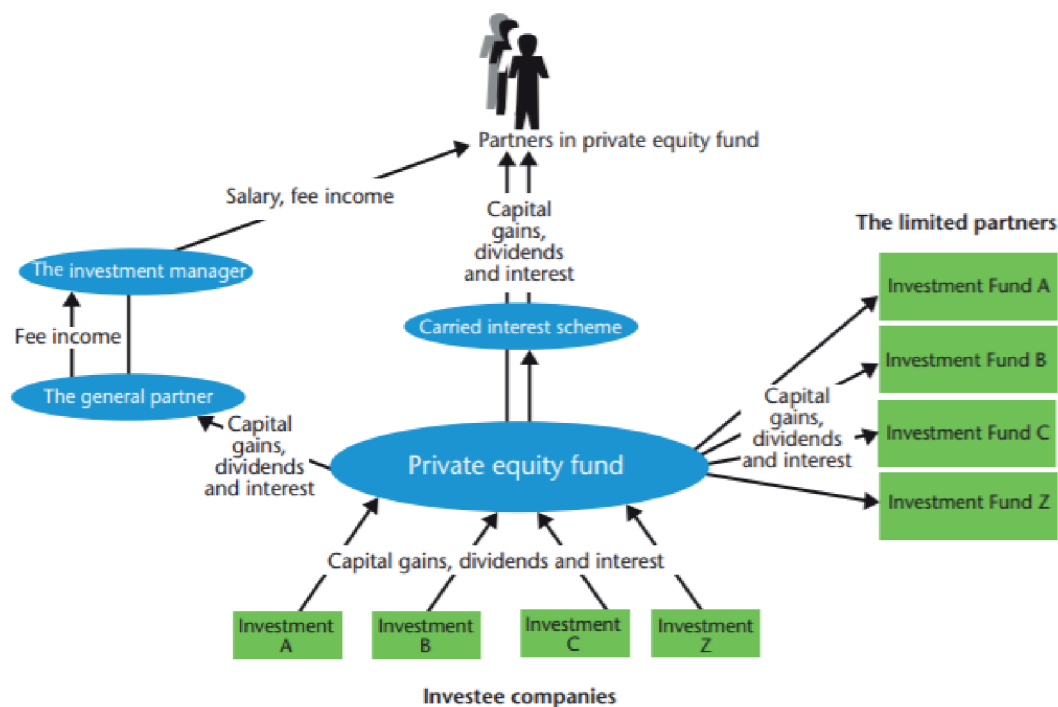 Partners in private equity fund
Salary, fee income
Capital
gains,
dividends
and interest
The limited partners
The investment manager
Investment Fund A
Fee income
Carried interest scheme
Investment Fund B
The general partner
Capital
gains,
dividends
and interest
Investment Fund C
Capital
gains,
dividends
and interest
Private equity fund
Investment Fund Z
Capital gains, dividends and interest
Investment
A
Investment
B
Investment
C
Investment
Z
Investee companies